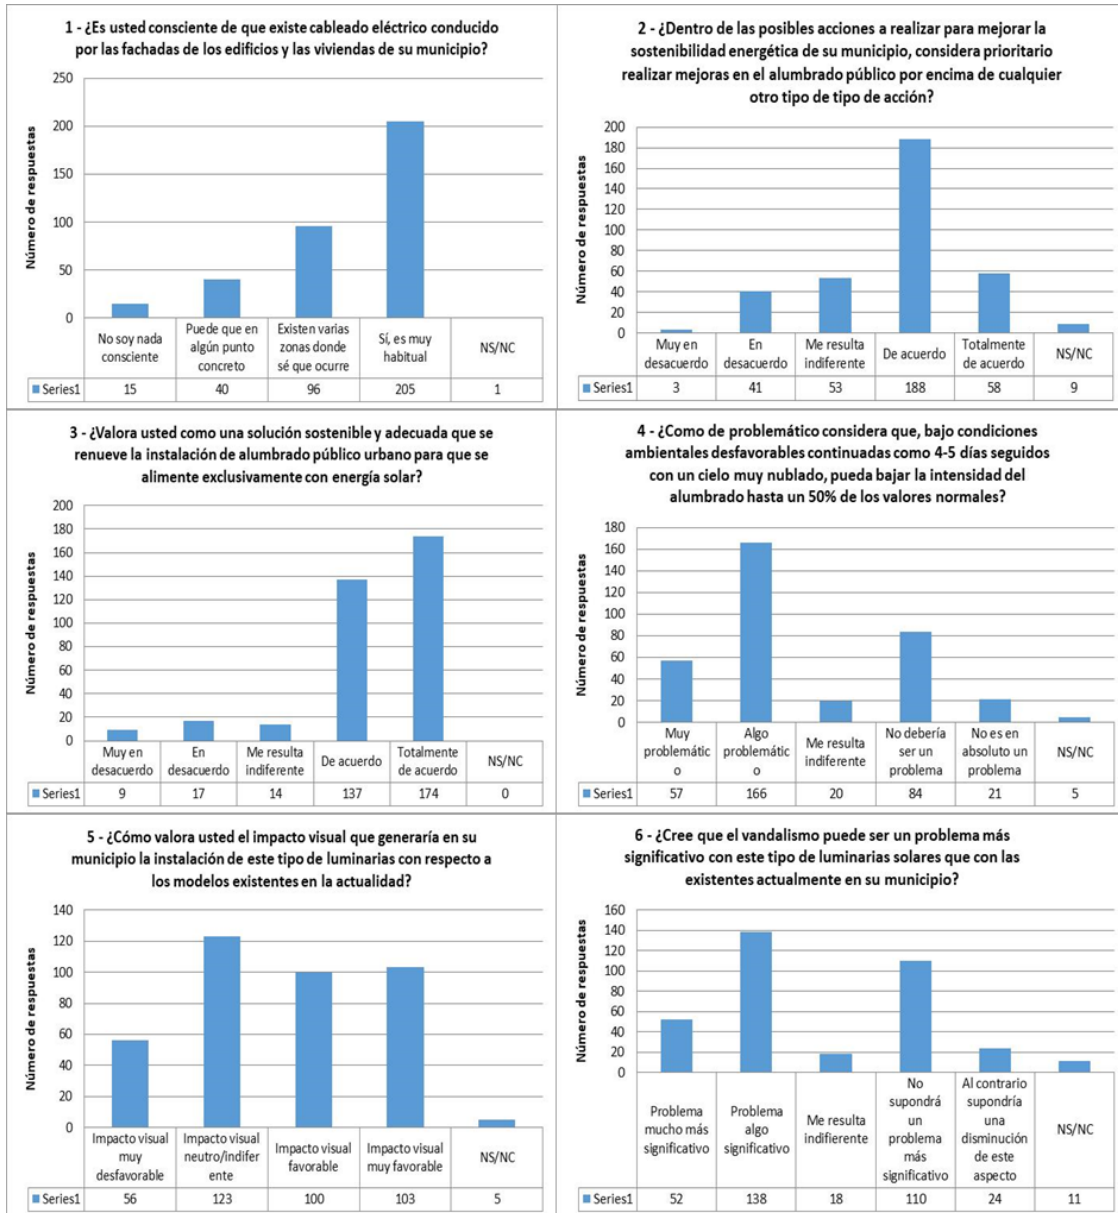 1 - ¿Es usted consciente de que existe cableado eléctrico conducido
por las fachadas de los edificios y las viviendas de su municipio?
Número de respuestas
250
200
150
100
50
0
No soy nada consciente
Puede que en algún punto concreto
Existen varias zonas donde sé que ocurre
Sí, es muy habitual
NS/NC
Series1 15 40 96 205 1
2 - ¿Dentro de las posibles acciones a realizar para mejorar la
sostenibilidad energética de su municipio, considera prioritario
realizar mejoras en el alumbrado público por encima de cualquier
otro tipo de tipo de acción?
Número de respuestas
200
180
160
140
120
100
80
60
40
20
0
Muy en desacuerdo
En desacuerdo
Me resulta indiferente
De acuerdo
Totalmente de acuerdo
NS/NC
Series1 3 41 53 188 58 9
3 - ¿Valora usted como una solución sostenible y adecuada que se
renueve la instalación de alumbrado público urbano para que se
alimente exclusivamente con energía solar?
Número de respuestas
200
180
160
140
120
100
80
60
40
20
0
Muy en desacuerdo
En desacuerdo
Me resulta indiferente
De acuerdo
Totalmente de acuerdo
NS/NC
Series1 9 17 14 137 174 0
4 - ¿Como de problemático considera que, bajo condiciones
ambientales desfavorables continuadas como 4-5 días seguidos
con un cielo muy nublado, pueda bajar la intensidad del
alumbrado hasta un 50% de los valores normales?
Número de respuestas
180
160
140
120
100
80
60
40
20
0
Muy problemático
Algo problemático
Me resulta indiferente
No debería ser un problema
No es en absoluto un problema
NS/NC
Series1 57 166 20 84 21 5
5 - ¿Cómo valora usted el impacto visual que generaría en su
municipio la instalación de este tipo de luminarias con respecto a
los modelos existentes en la actualidad?
Número de respuestas
140
120
100
80
60
40
20
0
Impacto visual muy desfavorable
Impacto visual neutro/indiferente
Impacto visual favorable
Impacto visual muy favorable
NS/NC
Series1 56 123 100 103 5
6 - ¿Cree que el vandalismo puede ser un problema más
significativo con este tipo de luminarias solares que con las
existentes actualmente en su municipio?
Número de respuestas
160
140
120
100
80
60
40
20
0
Problema mucho más significativo
Problema algo significativo
Me resulta indifierente
No supondrá un problema más significativo
Al contrario supondría una disminución de este aspecto
NS/NC
Series1 52 138 18 110 24 11